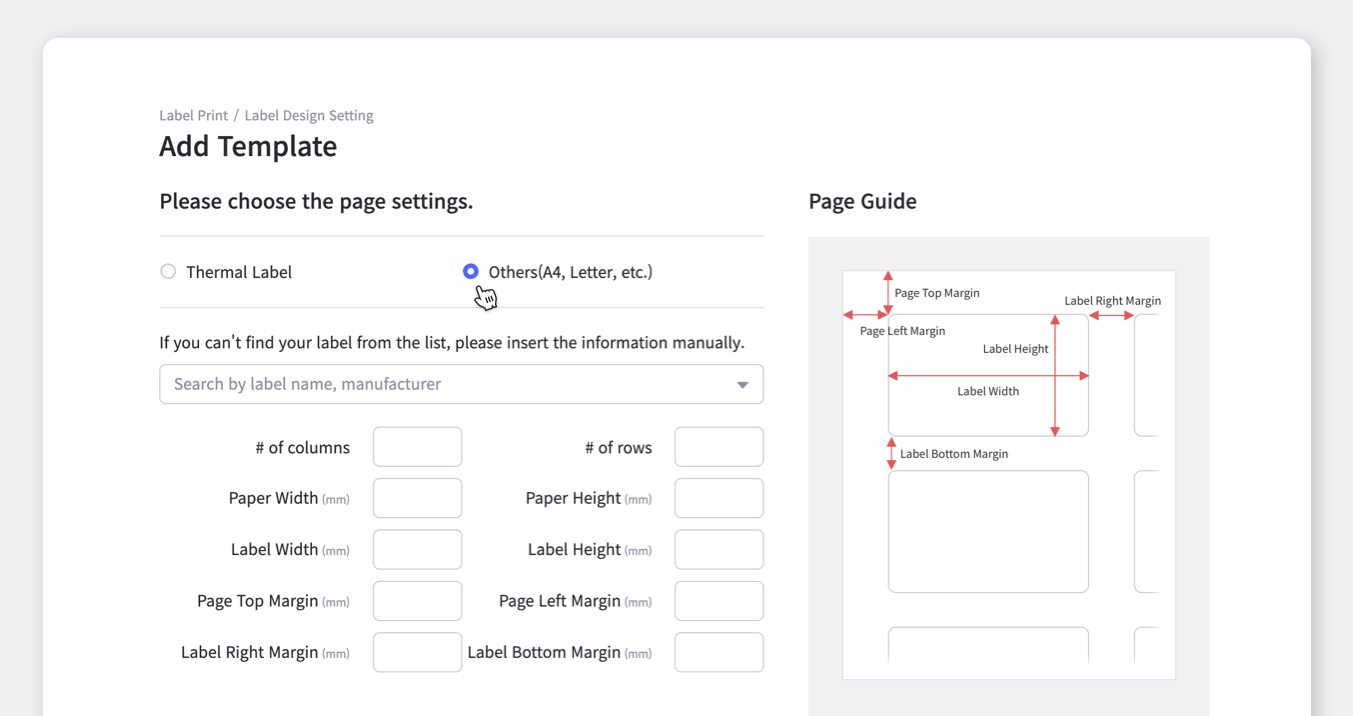 Label Print / Label Design Setting
Add Template
Please choose the page settings.
Thermal Label
Others(A4, Letter, etc.)
If you can't find your label from the list, please insert the information manually.
Search by label name, manufacturer
# of columns
# of rows
Paper Width (mm)
Paper Height (mm)
Label Width (mm)
Label Height (mm)
Page Top Margin (mm)
Page Left Margin (mm)
Label Right Margin (mm)
Label Bottom Margin (mm)
Page Guide
Page Top Margin
Label Right Margin
Page Left Margin
Label Height
Label Width
Label Bottom Margin